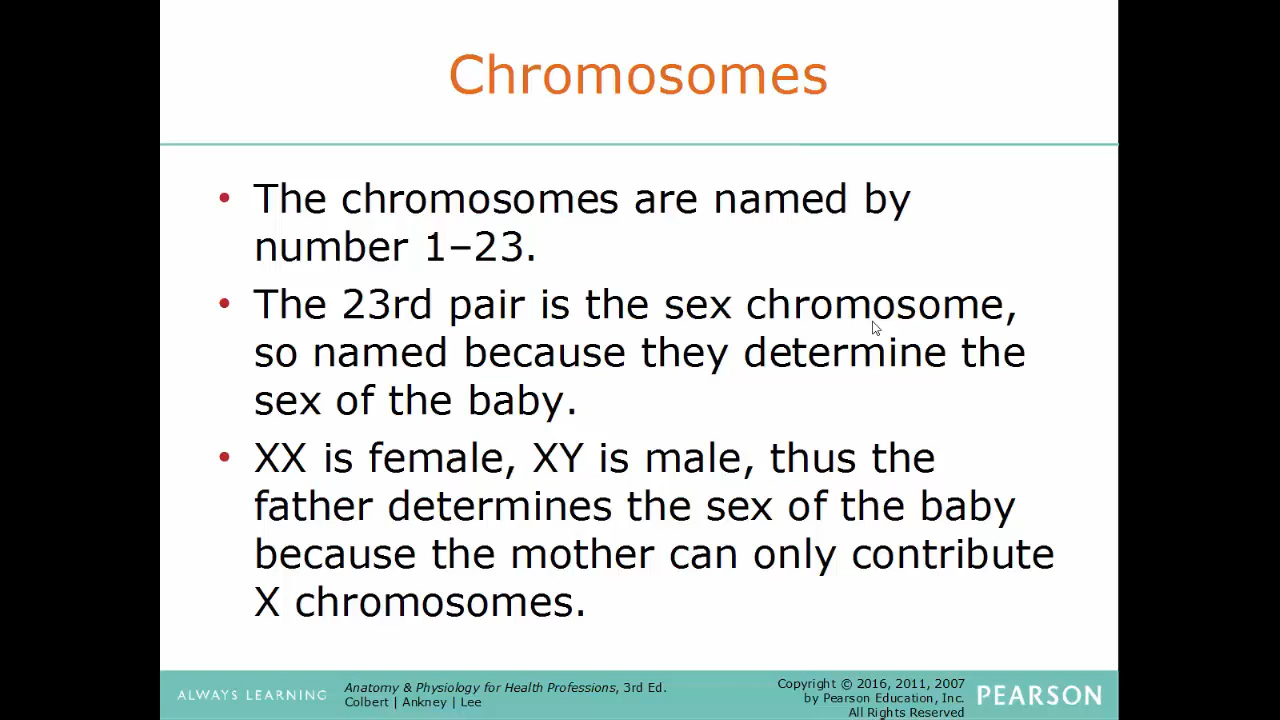 Chromosomes
• The chromosomes are named by
number 1–23.
• The 23rd pair is the sex chromosome,
so named because they determine the
sex of the baby.
• XX is female, XY is male, thus the
father determines the sex of the baby
because the mother can only contribute
X chromosomes.
ALWAYS LEARNING
Anatomy & Physiology for Health Professions, 3rd Ed.
Colbert | Ankney | Lee
Copyright © 2016, 2011, 2007
by Pearson Education, Inc.
All Rights Reserved
PEARSON